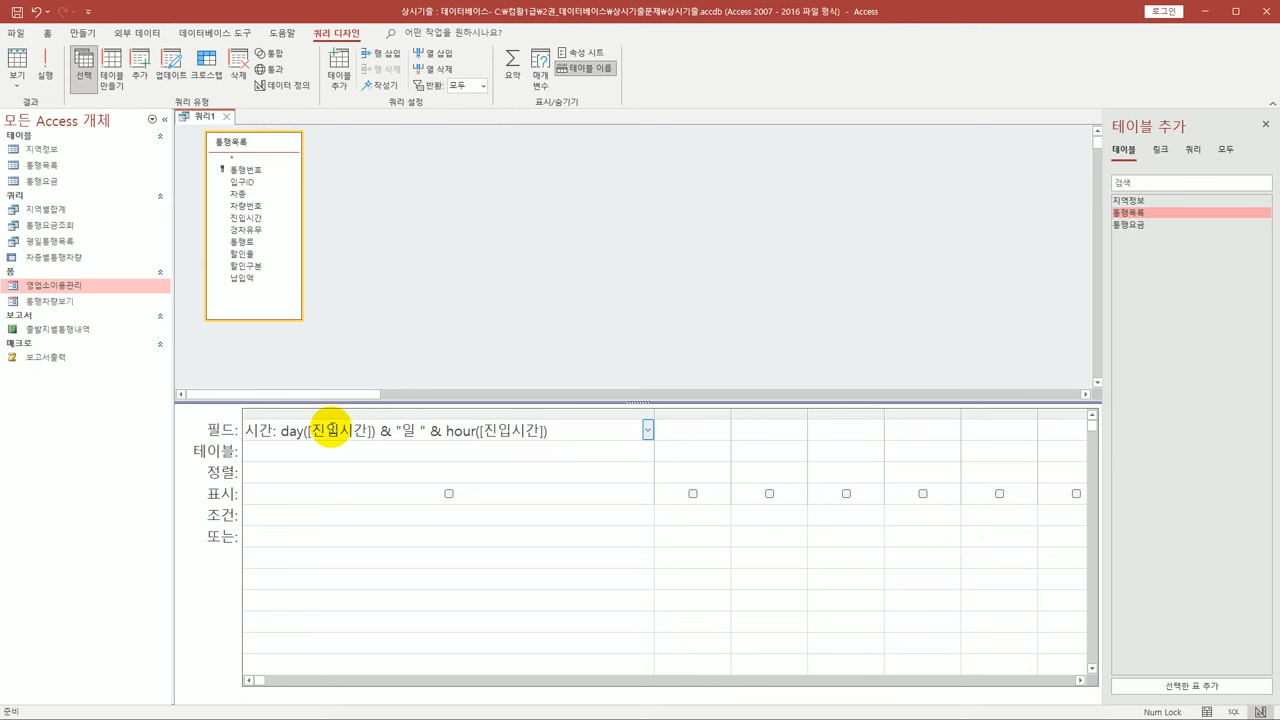 상시기술 : 데이터베이스- C:₩컴활1급₩2권_데이터베이스₩상시기출문제₩상시기출.accdb (Access 2007 - 2016 파일 형식) - Access
로그인
파일 홈 만들기 외부 데이터 데이터베이스 도구 도움말 쿼리 디자인 어떤 작업을 원하시나요?
보기 실행 선택 테이블 만들기 추가 업데이트 크로스탭 삭제
통합
통과
데이터 정의
테이블 추가
행 삽입
행 삭제
작성기
열 삽입
열 삭제
반환: 모두
요약 매개 변수
속성 시트
테이블 이름
결과 쿼리 유형 쿼리 설정 표시/숨기기
모든 Access 개체
테이블
지역정보
통행목록
통행요금
쿼리
지역별합계
통행요금조회
평일통행목록
차종별통행차량
폼
영업소이용관리
통행차량보기
보고서
출발지별통행내역
매크로
보고서출력
쿼리1
통행목록
*
통행번호
입구ID
차종
차량번호
진입시간
경차유무
통행료
할인율
할인구분
납입액
필드: 시간: day([진입시간]) & "일 " & hour([진입시간])
테이블:
정렬:
표시:
조건:
또는:
테이블 추가
테이블 링크 쿼리 모두
검색
지역정보
통행목록
통행요금
선택한 표 추가
준비
Num Lock
SQL